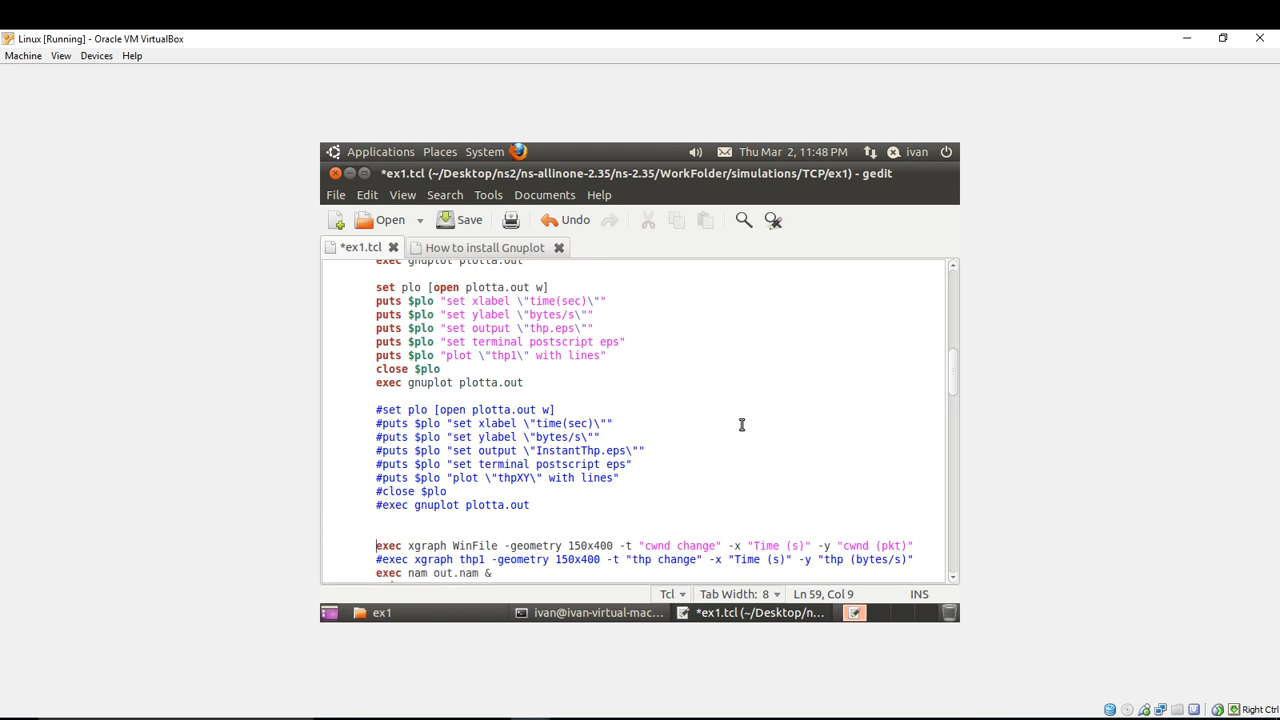 Linux [Running] - Oracle VM VirtualBox
Machine View Devices Help
Applications Places System Thu Mar 2, 11:48 PM ivan
*ex1.tcl (~/Desktop/ns2/ns-allinone-2.35/ns-2.35/WorkFolder/simulations/TCP/ex1) - gedit
File Edit View Search Tools Documents Help
Open Save Undo
*ex1.tcl How to install Gnuplot
exec gnuplot plotta.out
set plo [open plotta.out w]
puts $plo "set xlabel \"time(sec)\""
puts $plo "set ylabel \"bytes/s\""
puts $plo "set output \"thp.eps\""
puts $plo "set terminal postscript eps"
puts $plo "plot \"thp1\" with lines"
close $plo
exec gnuplot plotta.out
#set plo [open plotta.out w]
#puts $plo "set xlabel \"time(sec)\""
#puts $plo "set ylabel \"bytes/s\""
#puts $plo "set output \"InstantThp.eps\""
#puts $plo "set terminal postscript eps"
#puts $plo "plot \"thpXY\" with lines"
#close $plo
#exec gnuplot plotta.out
exec xgraph WinFile -geometry 150x400 -t "cwnd change" -x "Time (s)" -y "cwnd (pkt)"
#exec xgraph thp1 -geometry 150x400 -t "thp change" -x "Time (s)" -y "thp (bytes/s)"
exec nam out.nam &
Tcl Tab Width: 8 Ln 59, Col 9 INS
ex1 ivan@ivan-virtual-mac... *ex1.tcl (~/Desktop/n...
Right Ctrl